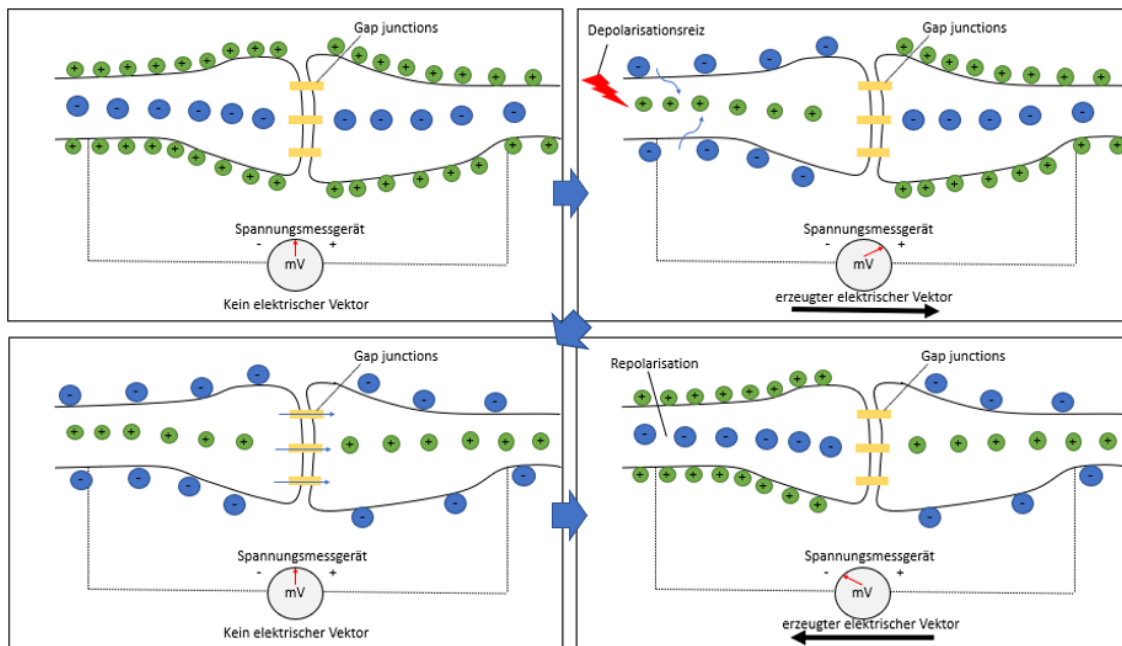 Gap junctions
Spannungsmessgerät
- +
mV
Kein elektrischer Vektor
Depolarisationsreiz
Gap junctions
Spannungsmessgerät
- +
mV
erzeugter elektrischer Vektor
Gap junctions
Spannungsmessgerät
- +
mV
Kein elektrischer Vektor
Repolarisation
Gap junctions
Spannungsmessgerät
- +
mV
erzeugter elektrischer Vektor